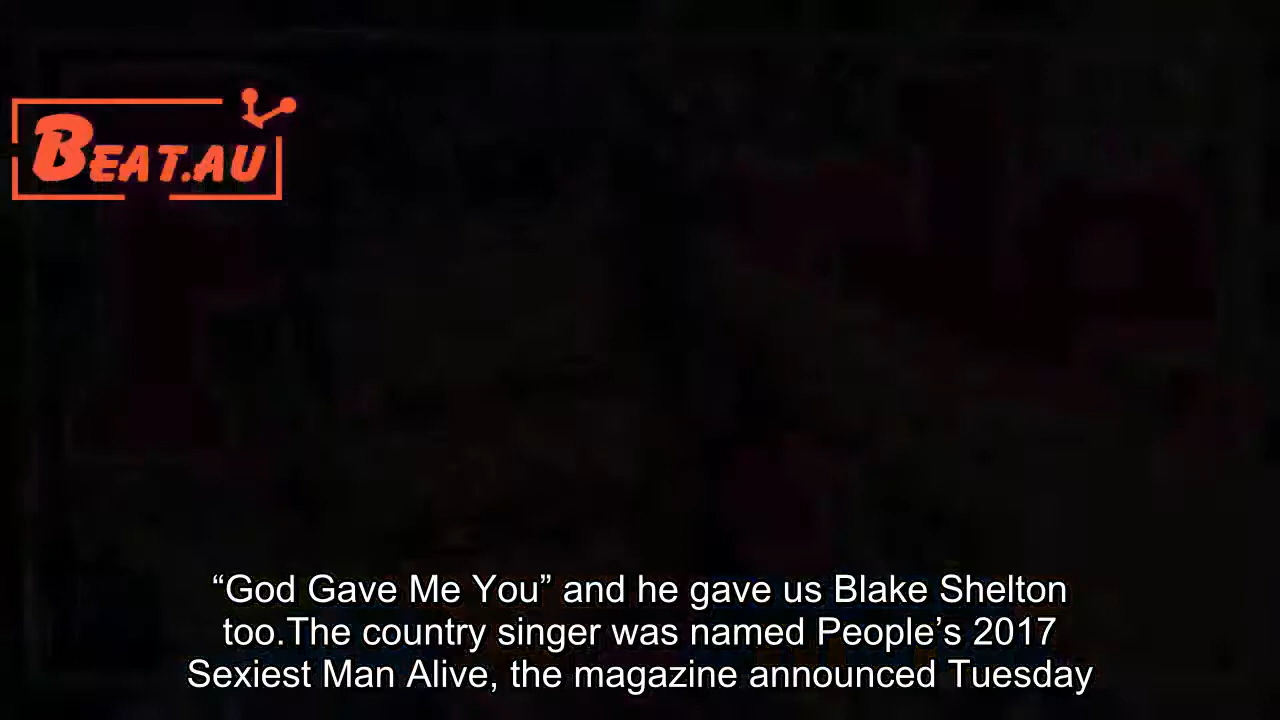 BEAT.AU
“God Gave Me You” and he gave us Blake Shelton
too.The country singer was named People’s 2017
Sexiest Man Alive, the magazine announced Tuesday